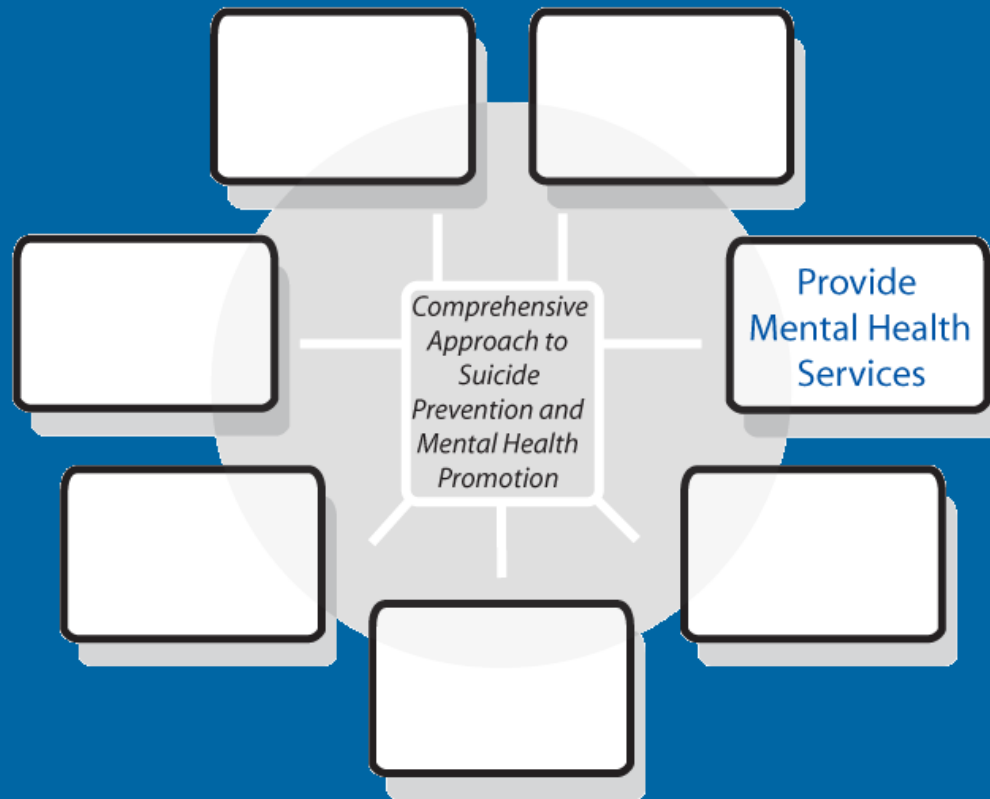 Comprehensive
Approach to
Suicide
Prevention and
Mental Health
Promotion
Provide
Mental Health
Services